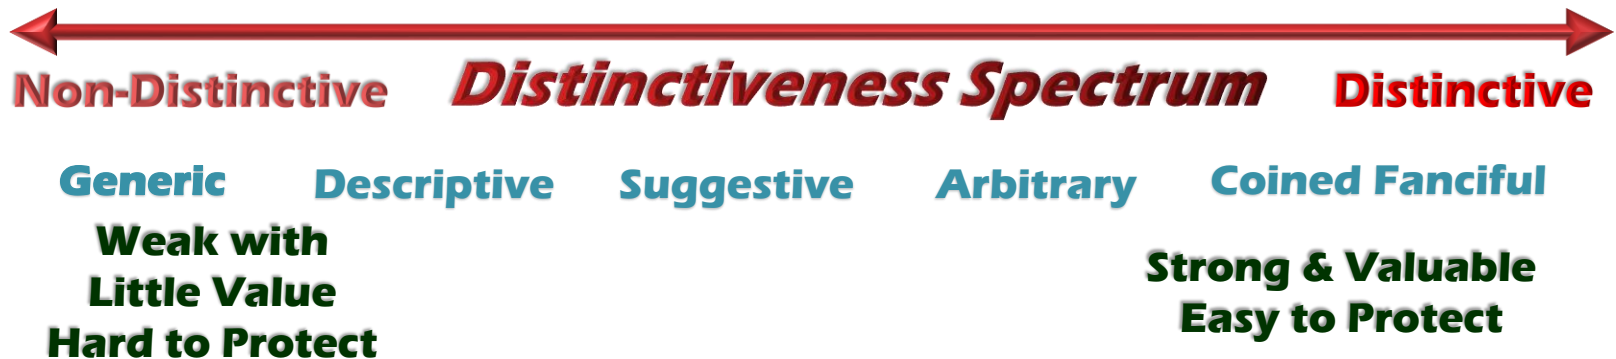 Non-Distinctive Distinctiveness Spectrum Distinctive
Generic Descriptive Suggestive Arbitrary Coined Fanciful
Weak with
Little Value
Hard to Protect
Strong & Valuable
Easy to Protect